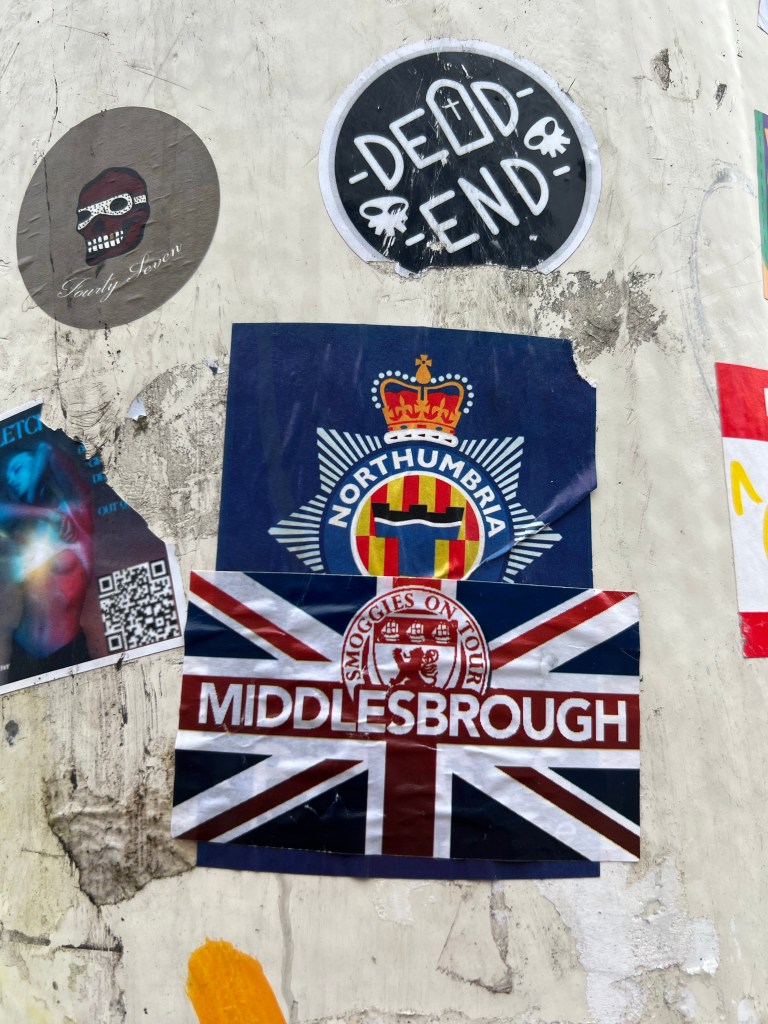 DEAD
END
Fourty Seven
NORTHUMBRIA
SMOGGIES ON TOUR
MIDDLESBROUGH